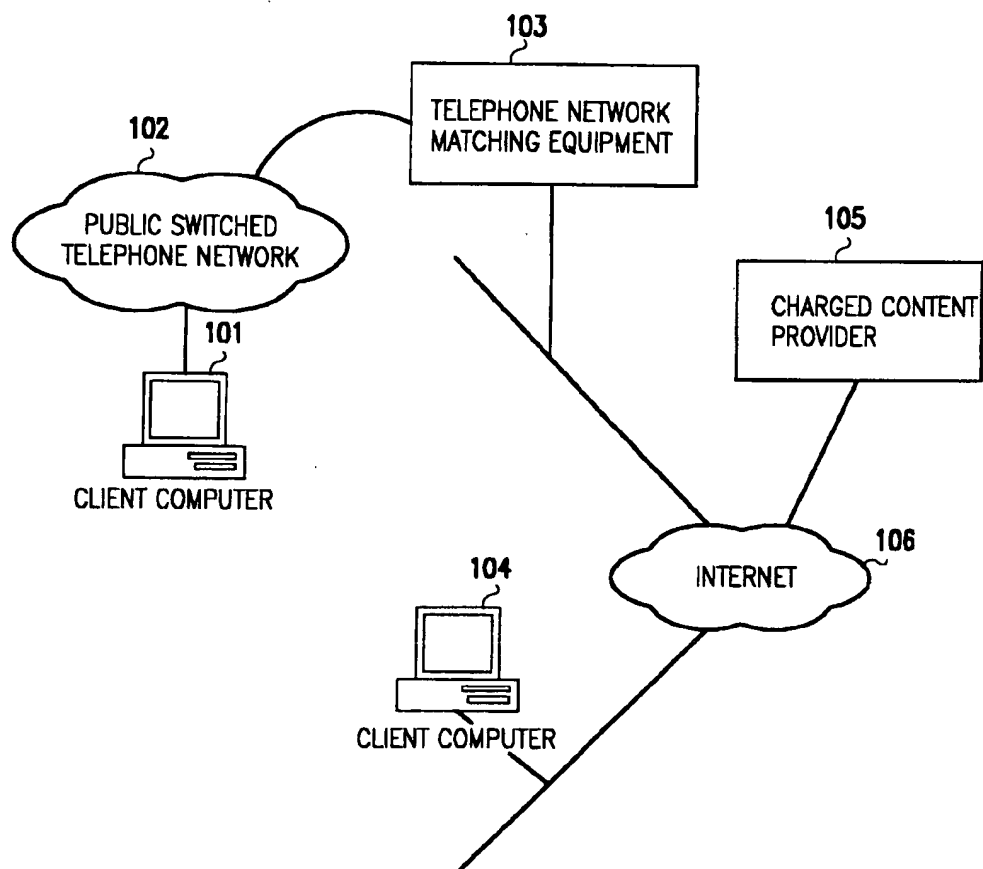 103
TELEPHONE NETWORK
MATCHING EQUIPMENT
102
PUBLIC SWITCHED
TELEPHONE NETWORK
105
CHARGED CONTENT
PROVIDER
101
CLIENT COMPUTER
106
INTERNET
104
CLIENT COMPUTER